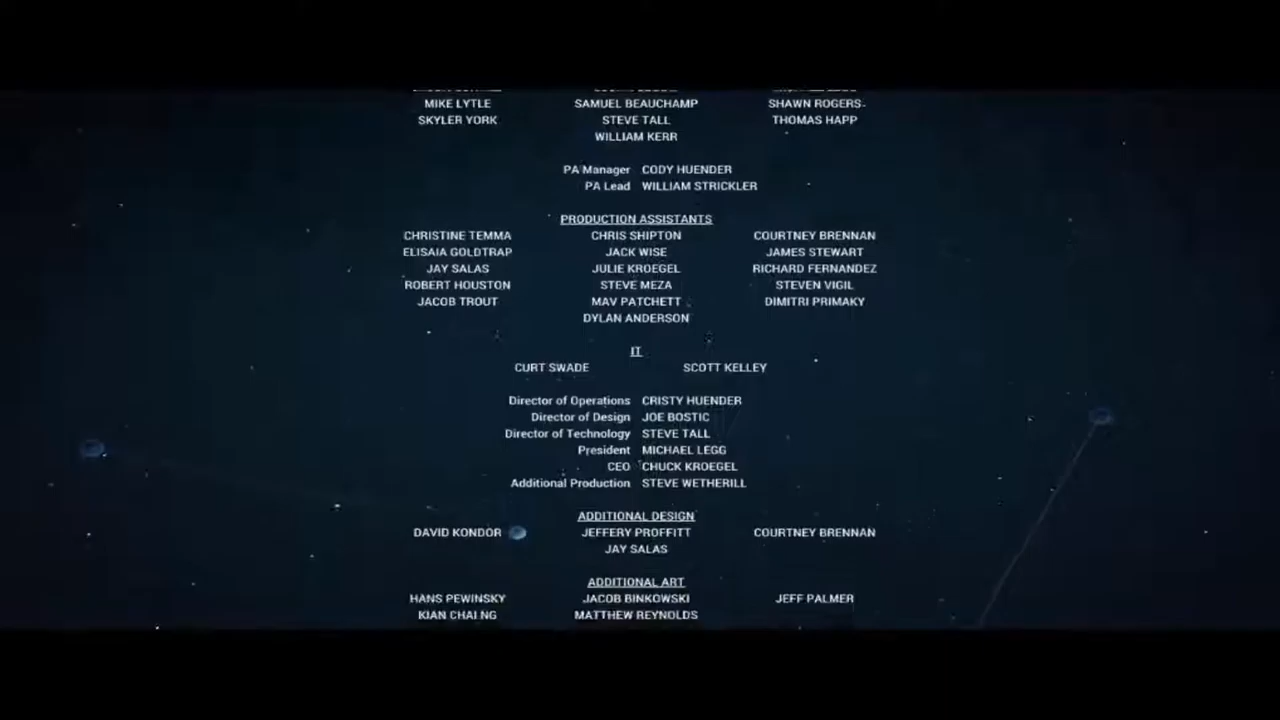 MIKE LYTLE SAMUEL BEAUCHAMP SHAWN ROGERS
SKYLER YORK STEVE TALL THOMAS HAPP
WILLIAM KERR
PA Manager CODY HUENDER
PA Lead WILLIAM STRICKLER
PRODUCTION ASSISTANTS
CHRISTINE TEMMA CHRIS SHIPTON COURTNEY BRENNAN
ELISAIA GOLDTRAP JACK WISE JAMES STEWART
JAY SALAS JULIE KROEGEL RICHARD FERNANDEZ
ROBERT HOUSTON STEVE MEZA STEVEN VIGIL
JACOB TROUT MAV PATCHETT DIMITRI PRIMAKY
DYLAN ANDERSON
IT
CURT SWADE SCOTT KELLEY
Director of Operations CRISTY HUENDER
Director of Design JOE BOSTIC
Director of Technology STEVE TALL
President MICHAEL LEGG
CEO CHUCK KROEGEL
Additional Production STEVE WETHERILL
ADDITIONAL DESIGN
DAVID KONDOR JEFFERY PROFFITT COURTNEY BRENNAN
JAY SALAS
ADDITIONAL ART
HANS PEWINSKY JACOB BINKOWSKI JEFF PALMER
KIAN CHAI NG MATTHEW REYNOLDS